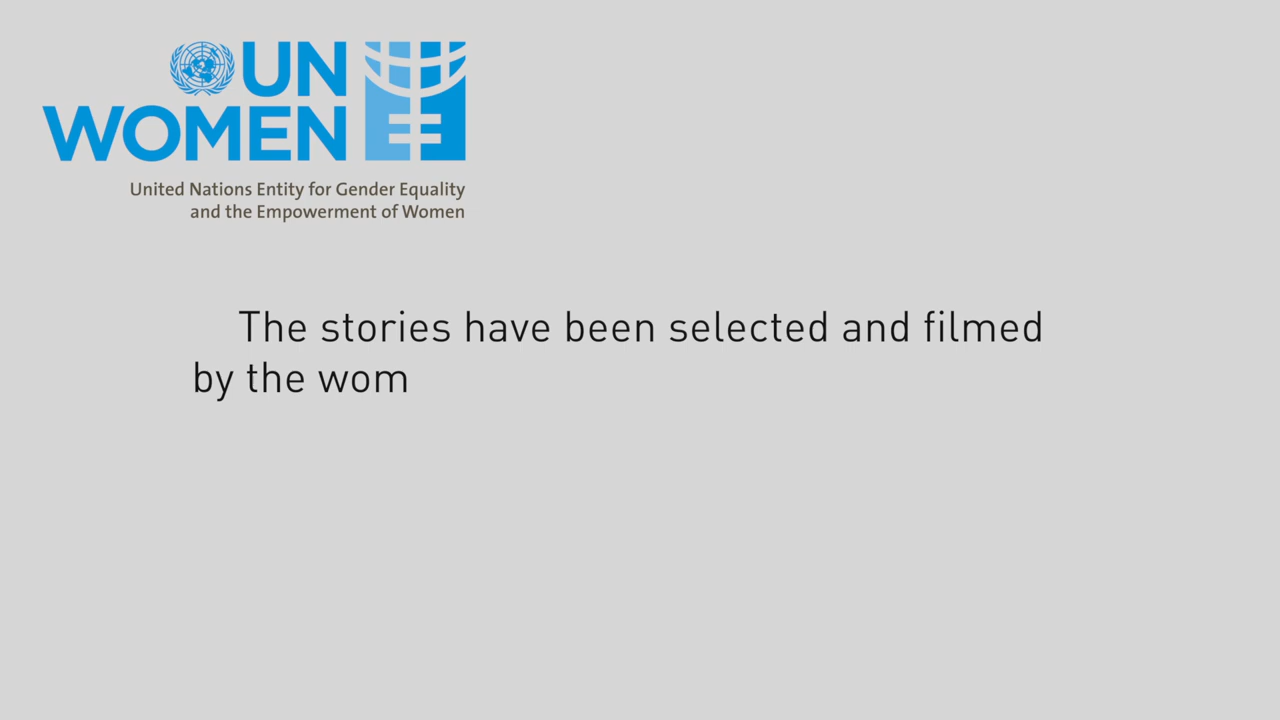 UN
WOMEN
United Nations Entity for Gender Equality
and the Empowerment of Women
The stories have been selected and filmed
by the wom